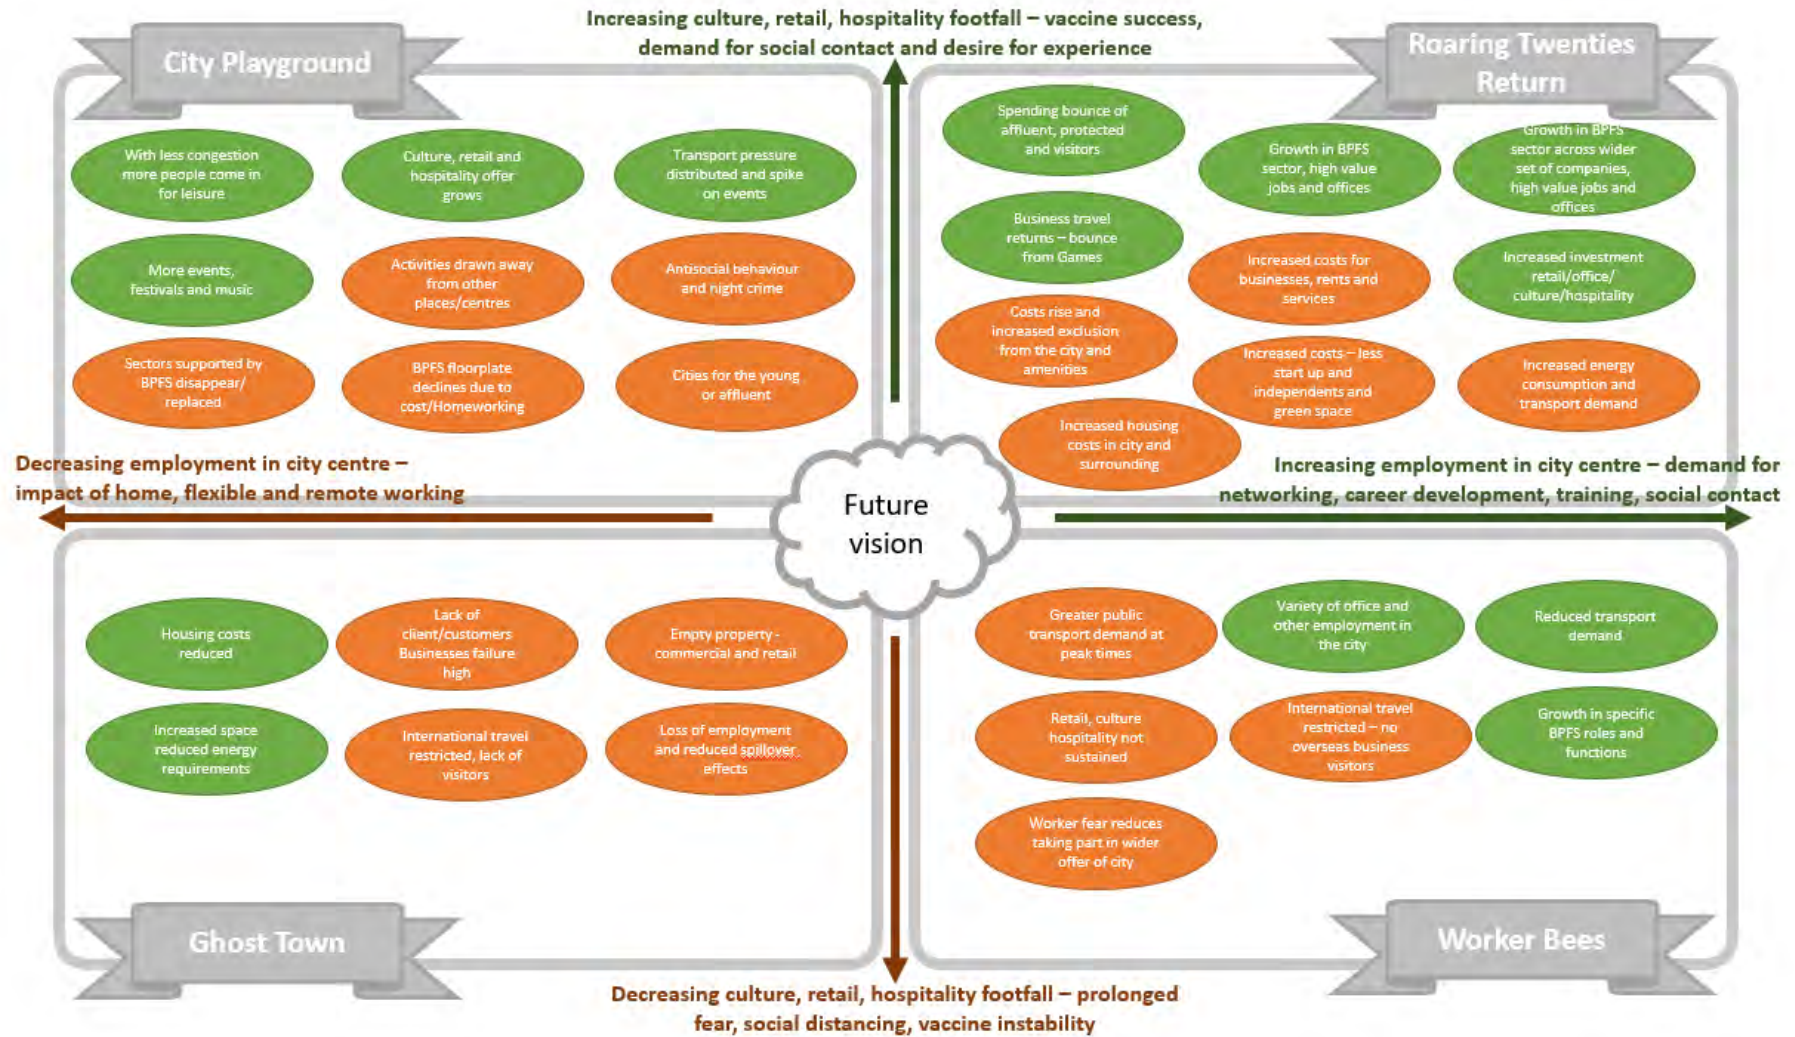 Increasing culture, retail, hospitality footfall – vaccine success,
demand for social contact and desire for experience
City Playground
With less congestion
more people come in
for leisure
Culture, retail and
hospitality offer
grows
Transport pressure
distributed and spike
on events
More events,
festivals and music
Activities drawn away
from other
places/centres
Antisocial behaviour
and night crime
Sectors supported by
BPFS disappear/
replaced
BPFS floorplate
declines due to
cost/Homeworking
Cities for the young
or affluent
Roaring Twenties
Return
Spending bounce of
affluent, protected
and visitors
Growth in BPFS
sector, high value
jobs and offices
Growth in BPFS
sector across wider
set of companies,
high value jobs and
offices
Business travel
returns – bounce
from Games
Increased costs for
businesses, rents and
services
Increased investment
retail/office/
culture/hospitality
Costs rise and
increased exclusion
from the city and
amenities
Increased costs – less
start up and
independents and
green space
Increased energy
consumption and
transport demand
Increased housing
costs in city and
surrounding
Decreasing employment in city centre –
impact of home, flexible and remote working
Future
vision
Increasing employment in city centre – demand for
networking, career development, training, social contact
Housing costs
reduced
Lack of
client/customers
Businesses failure
high
Empty property -
commercial and retail
Increased space
reduced energy
requirements
International travel
restricted, lack of
visitors
Loss of employment
and reduced spillover
effects
Ghost Town
Greater public
transport demand at
peak times
Variety of office and
other employment in
the city
Reduced transport
demand
Retail, culture
hospitality not
sustained
International travel
restricted – no
overseas business
visitors
Growth in specific
BPFS roles and
functions
Worker fear reduces
taking part in wider
offer of city
Worker Bees
Decreasing culture, retail, hospitality footfall – prolonged
fear, social distancing, vaccine instability